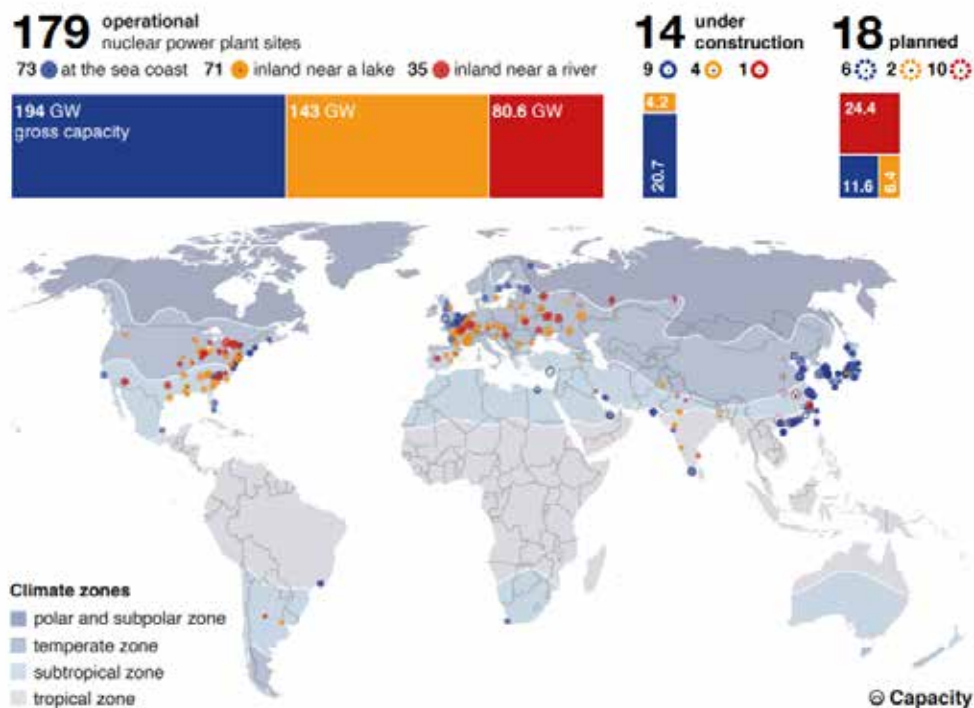 179 operational
nuclear power plant sites
73 at the sea coast 71 inland near a lake 35 inland near a river
194 GW
gross capacity
143 GW
80.6 GW
14 under
construction
9 4 1
4.2
20.7
18 planned
6 2 10
24.4
11.6
6.4
Climate zones
polar and subpolar zone
temperate zone
subtropical zone
tropical zone
Capacity